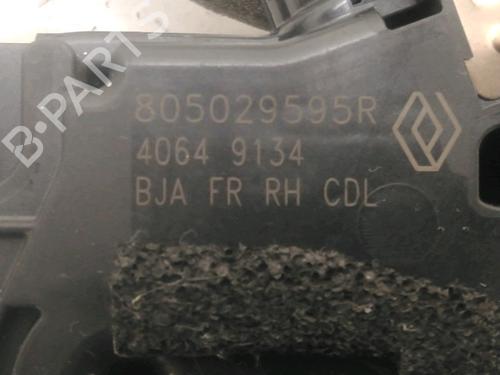 B-PARTS
805029595R
4064 9134
BJA FR RH CDL